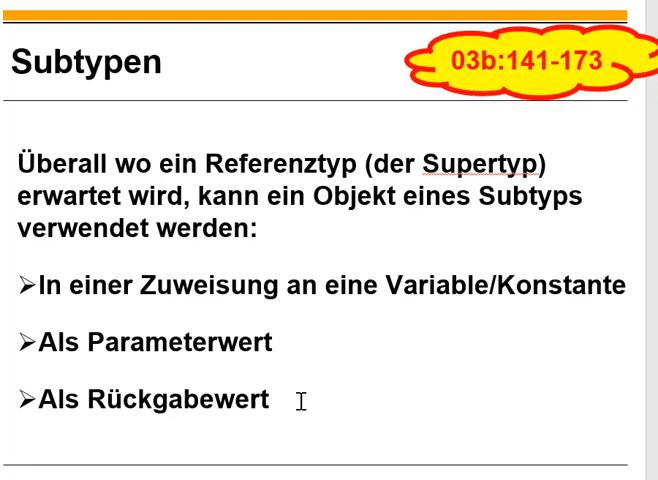 Subtypen
03b:141-173
Überall wo ein Referenztyp (der Supertyp)
erwartet wird, kann ein Objekt eines Subtyps
verwendet werden:
➢In einer Zuweisung an eine Variable/Konstante
➢Als Parameterwert
➢Als Rückgabewert